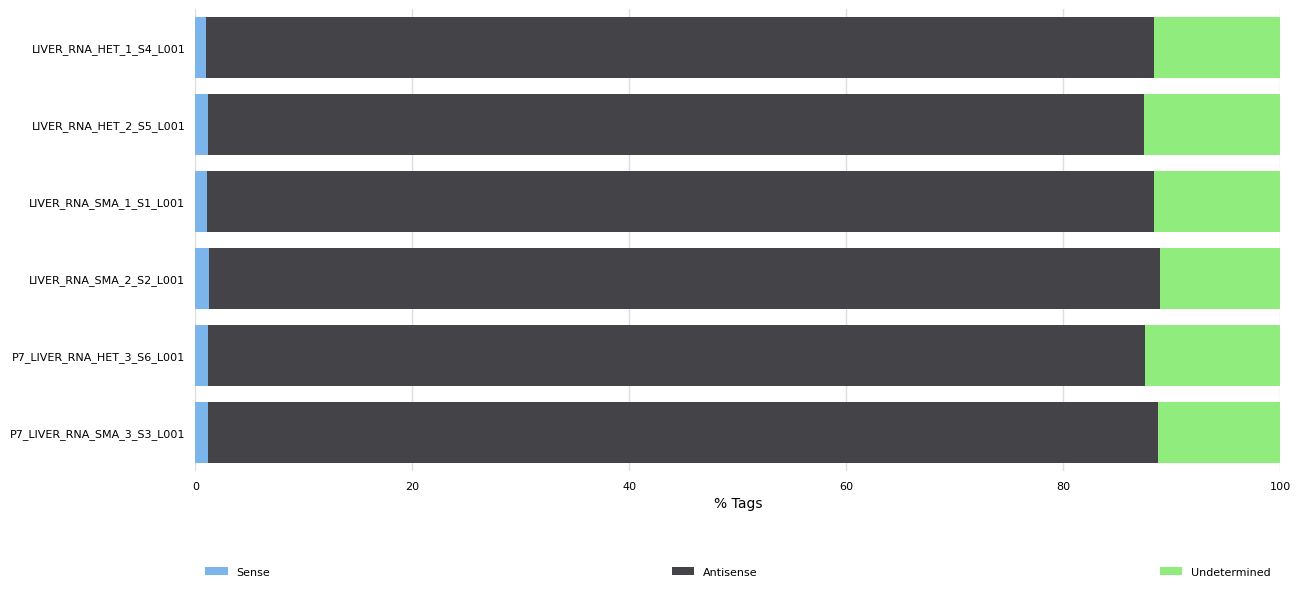 LIVER_RNA_HET_1_S4_L001
LIVER_RNA_HET_2_S5_L001
LIVER_RNA_SMA_1_S1_L001
LIVER_RNA_SMA_2_S2_L001
P7_LIVER_RNA_HET_3_S6_L001
P7_LIVER_RNA_SMA_3_S3_L001
0 20 40 60 80 100
% Tags
Sense Antisense Undetermined